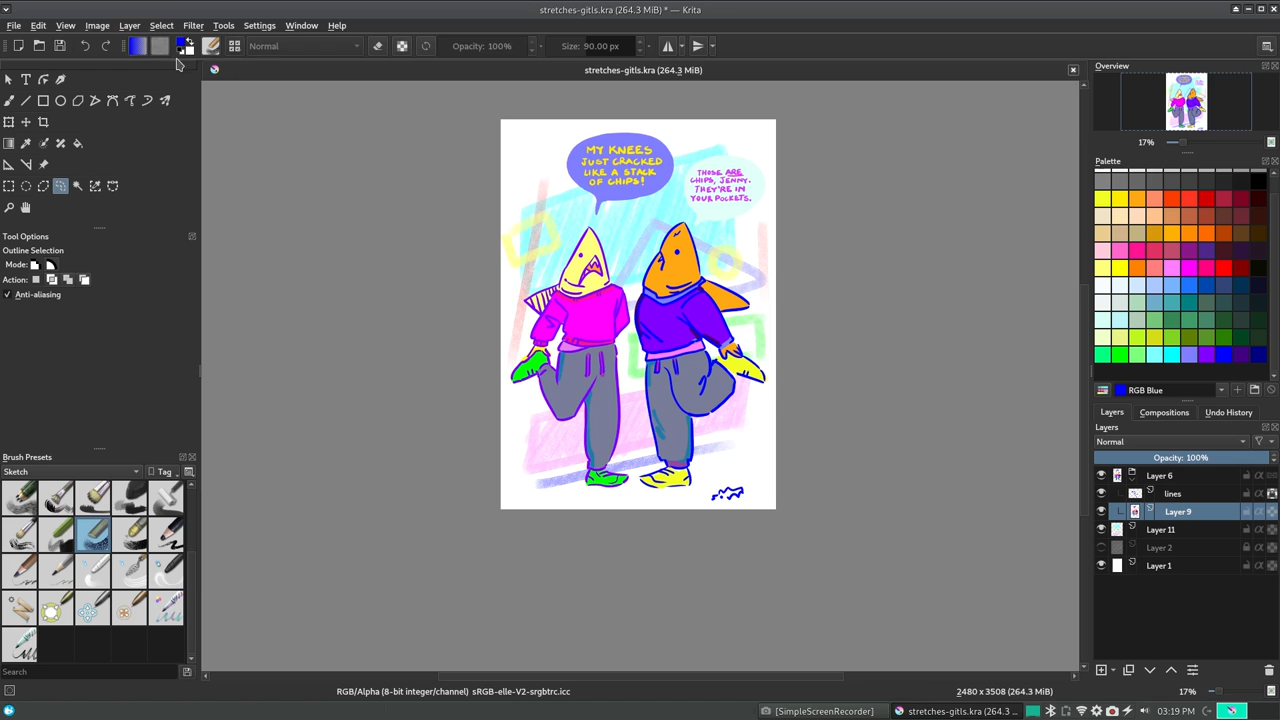 stretches-gitls.kra (264.3 MiB) * — Krita
File Edit View Image Layer Select Filter Tools Settings Window Help
Normal Opacity: 100% Size: 90.00 px
stretches-gitls.kra (264.3 MiB)
Overview
17%
Palette
RGB Blue
Tool Options
Outline Selection
Mode:
Action:
Anti-aliasing
MY KNEES
JUST CRACKED
LIKE A STACK
OF CHIPS!
THOSE ARE
CHIPS, JENNY.
THEY'RE IN
YOUR POCKETS.
Layers Compositions Undo History
Layers
Normal
Opacity: 100%
Layer 6
lines
Layer 9
Layer 11
Layer 2
Layer 1
Brush Presets
Sketch Tag
Search
RGB/Alpha (8-bit integer/channel) sRGB-elle-V2-srgbtrc.icc 2480 x 3508 (264.3 MiB) 17%
[SimpleScreenRecorder] stretches-gitls.kra (264.3 ... 03:19 PM